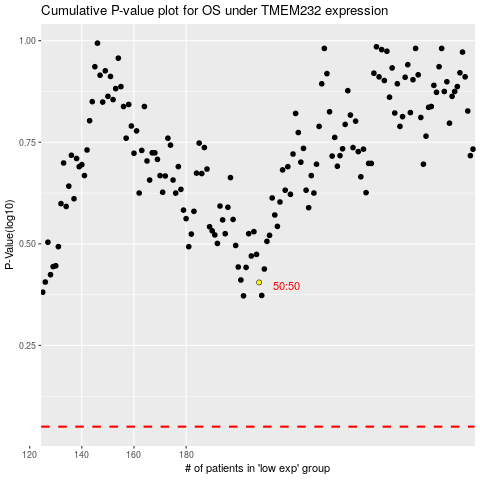 Cumulative P-value plot for OS under TMEM232 expression
1.00
0.75
0.50
0.25
P-Value(log10)
50:50
120 140 160 180
# of patients in 'low exp' group